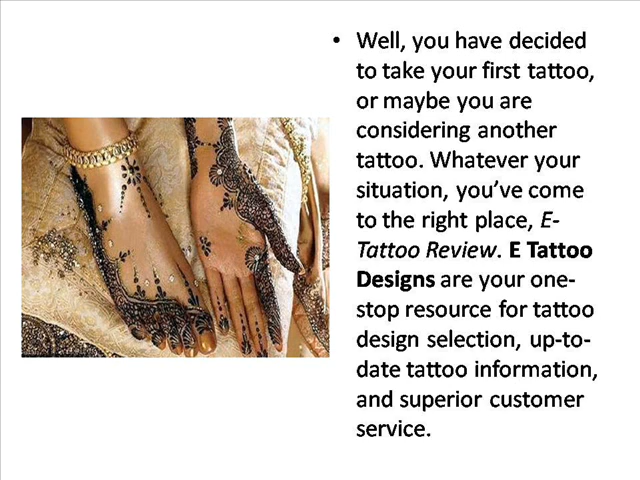 • Well, you have decided
to take your first tattoo,
or maybe you are
considering another
tattoo. Whatever your
situation, you’ve come
to the right place, E-
Tattoo Review. E Tattoo
Designs are your one-
stop resource for tattoo
design selection, up-to-
date tattoo information,
and superior customer
service.